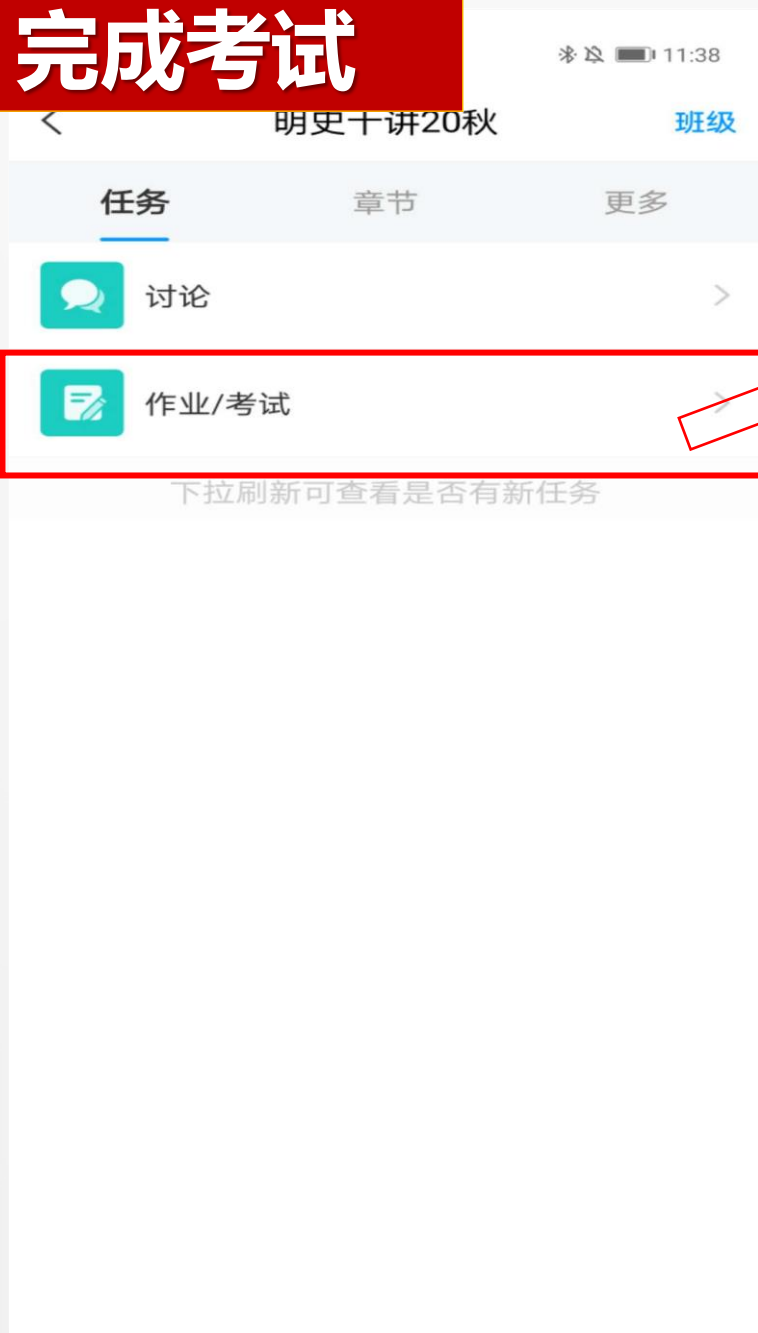 完成考试
11:38
明史十讲20秋
班级
任务
章节
更多
讨论
作业/考试
下拉刷新可查看是否有新任务